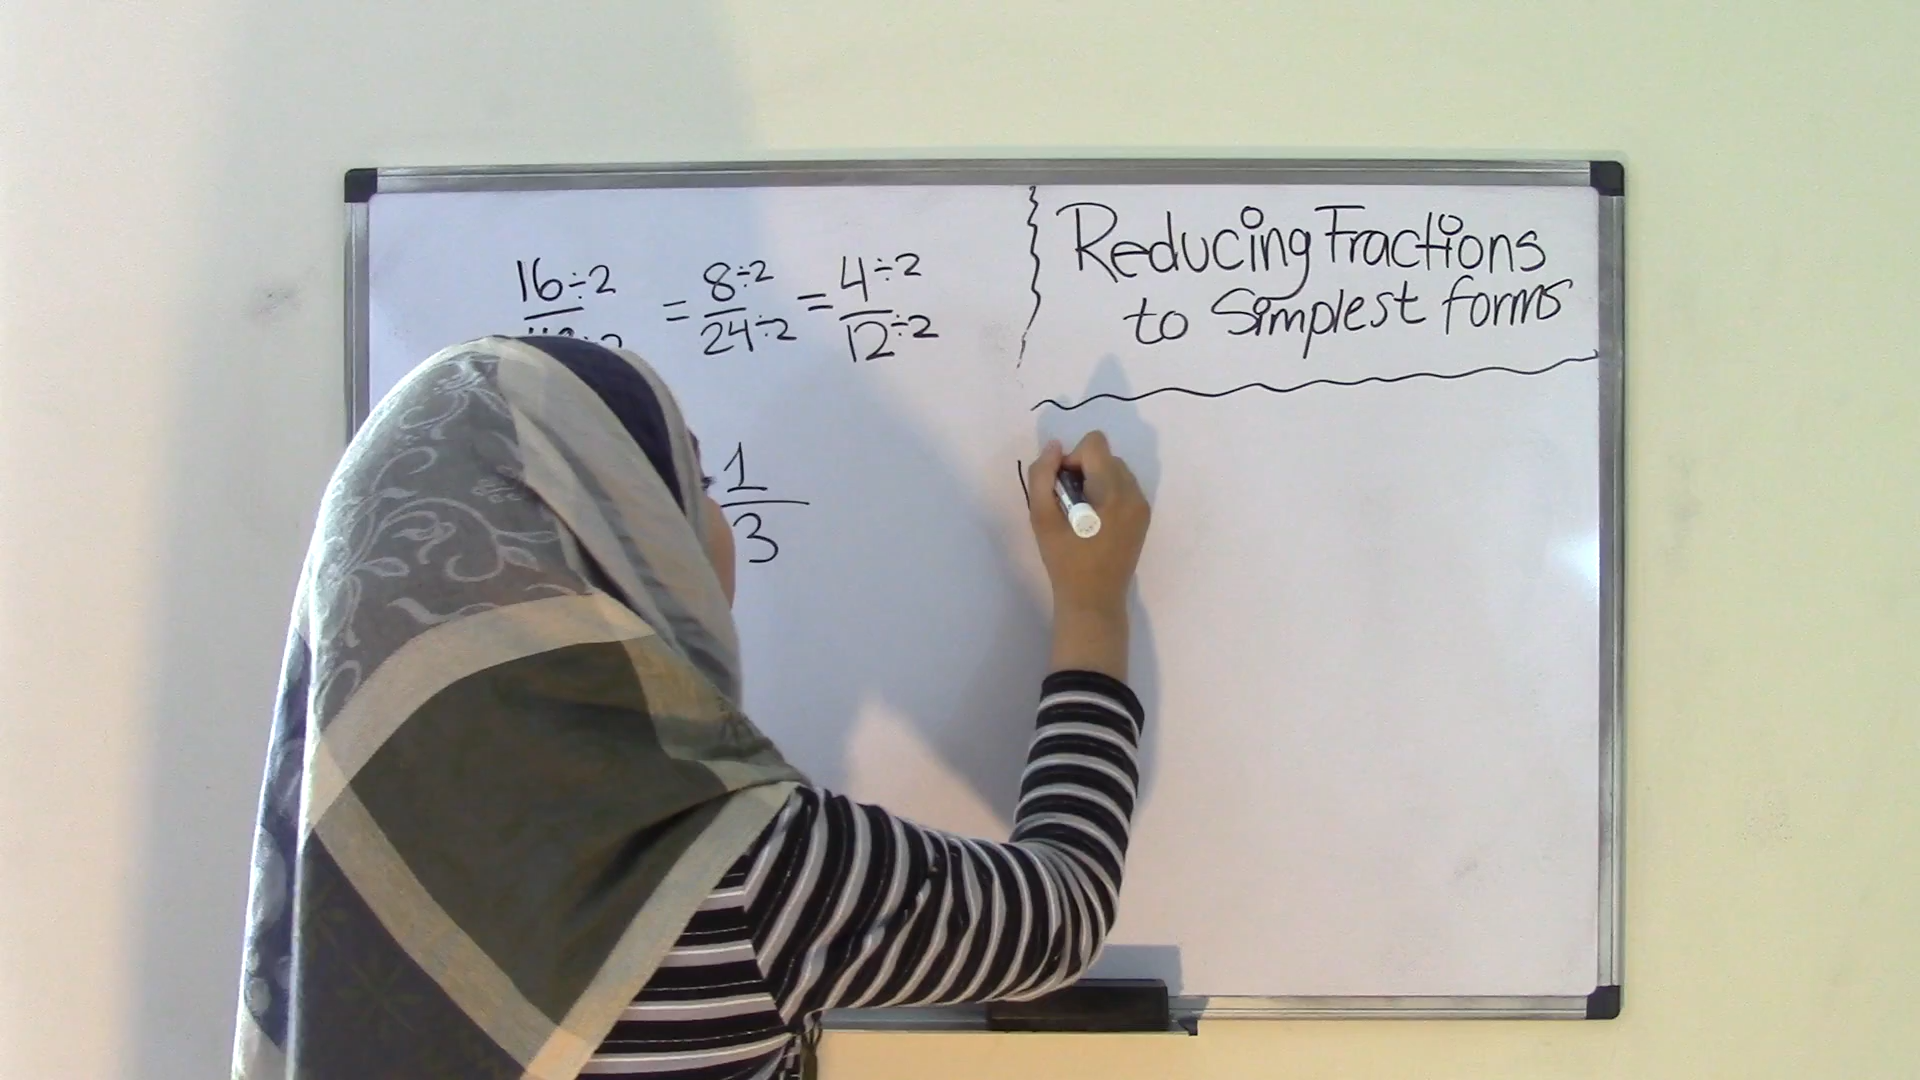 16÷2 = 8÷2 = 4÷2
24÷2 12÷2
1
3
Reducing Fractions
to Simplest forms